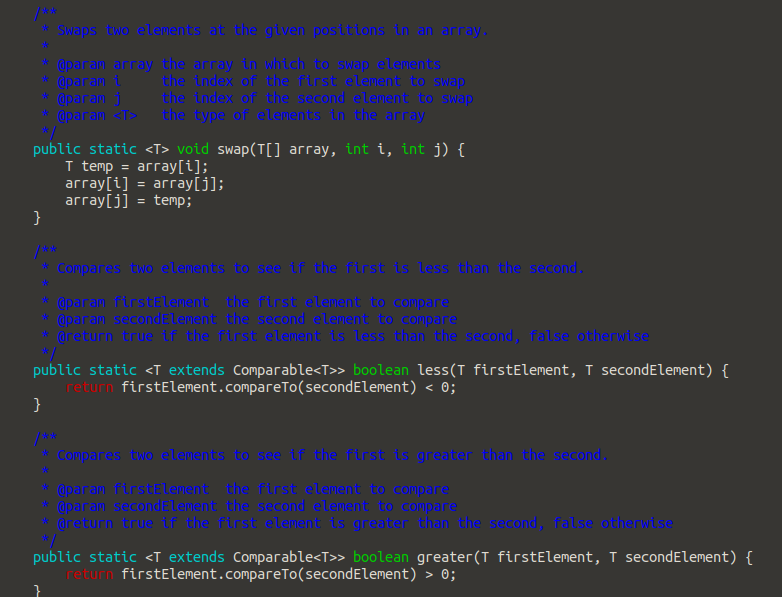 /**
 * Swaps two elements at the given positions in an array.
 *
 * @param array the array in which to swap elements
 * @param i     the index of the first element to swap
 * @param j     the index of the second element to swap
 * @param <T>   the type of elements in the array
 */
public static <T> void swap(T[] array, int i, int j) {
    T temp = array[i];
    array[i] = array[j];
    array[j] = temp;
}

/**
 * Compares two elements to see if the first is less than the second.
 *
 * @param firstElement  the first element to compare
 * @param secondElement the second element to compare
 * @return true if the first element is less than the second, false otherwise
 */
public static <T extends Comparable<T>> boolean less(T firstElement, T secondElement) {
    return firstElement.compareTo(secondElement) < 0;
}

/**
 * Compares two elements to see if the first is greater than the second.
 *
 * @param firstElement  the first element to compare
 * @param secondElement the second element to compare
 * @return true if the first element is greater than the second, false otherwise
 */
public static <T extends Comparable<T>> boolean greater(T firstElement, T secondElement) {
    return firstElement.compareTo(secondElement) > 0;
}